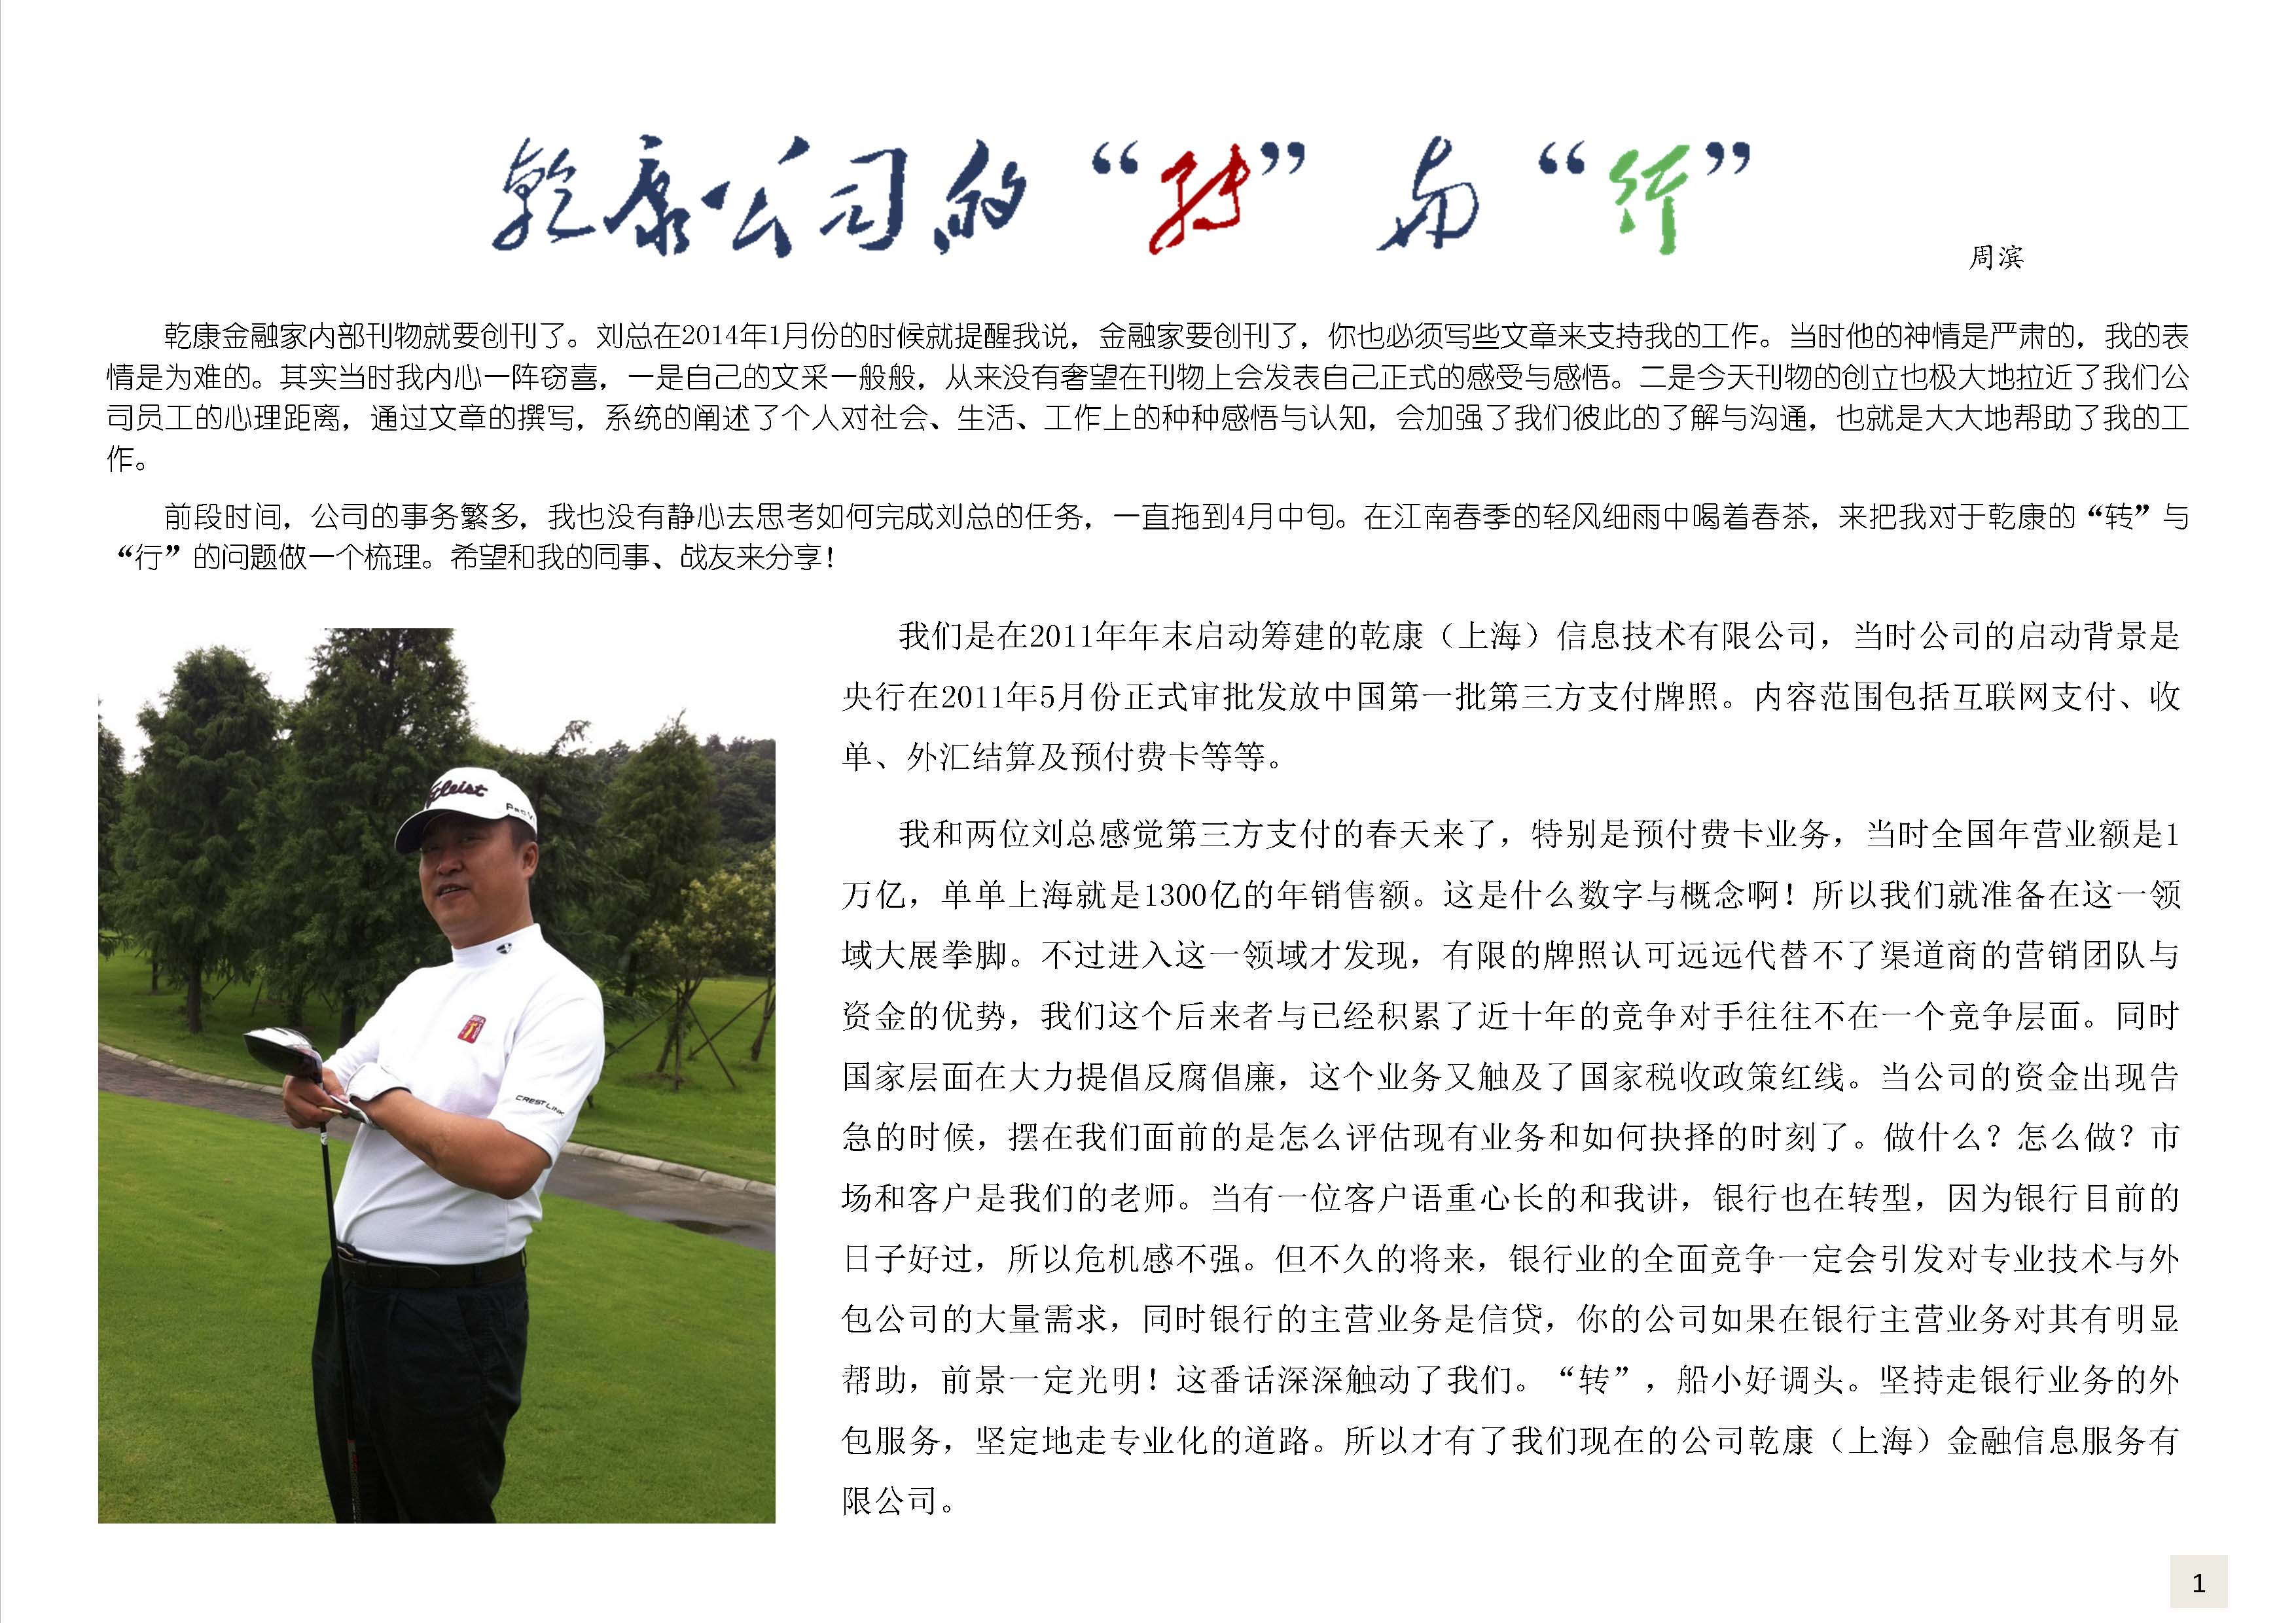 乾康公司的“转”与“行”
周滨
乾康金融家内部刊物就要创刊了。刘总在2014年1月份的时候就提醒我说，金融家要创刊了，你也必须写些文章来支持我的工作。当时他的神情是严肃的，我的表
情是为难的。其实当时我内心一阵窃喜，一是自己的文采一般般，从来没有奢望在刊物上会发表自己正式的感受与感悟。二是今天刊物的创立也极大地拉近了我们公
司员工的心理距离，通过文章的撰写，系统的阐述了个人对社会、生活、工作上的种种感悟与认知，会加强了我们彼此的了解与沟通，也就是大大地帮助了我的工
作。
前段时间，公司的事务繁多，我也没有静心去思考如何完成刘总的任务，一直拖到4月中旬。在江南春季的轻风细雨中喝着春茶，来把我对于乾康的“转”与
“行”的问题做一个梳理。希望和我的同事、战友来分享！
我们是在2011年年末启动筹建的乾康（上海）信息技术有限公司，当时公司的启动背景是
央行在2011年5月份正式审批发放中国第一批第三方支付牌照。内容范围包括互联网支付、收
单、外汇结算及预付费卡等等。
我和两位刘总感觉第三方支付的春天来了，特别是预付费卡业务，当时全国年营业额是1
万亿，单单上海就是1300亿的年销售额。这是什么数字与概念啊！所以我们就准备在这一领
域大展拳脚。不过进入这一领域才发现，有限的牌照认可远远代替不了渠道商的营销团队与
资金的优势，我们这个后来者与已经积累了近十年的竞争对手往往不在一个竞争层面。同时
国家层面在大力提倡反腐倡廉，这个业务又触及了国家税收政策红线。当公司的资金出现告
急的时候，摆在我们面前的是怎么评估现有业务和如何抉择的时刻了。做什么？怎么做？市
场和客户是我们的老师。当有一位客户语重心长的和我讲，银行也在转型，因为银行目前的
日子好过，所以危机感不强。但不久的将来，银行业的全面竞争一定会引发对专业技术与外
包公司的大量需求，同时银行的主营业务是信贷，你的公司如果在银行主营业务对其有明显
帮助，前景一定光明！这番话深深触动了我们。“转”，船小好调头。坚持走银行业务的外
包服务，坚定地走专业化的道路。所以才有了我们现在的公司乾康（上海）金融信息服务有
限公司。
CREST LINK
1